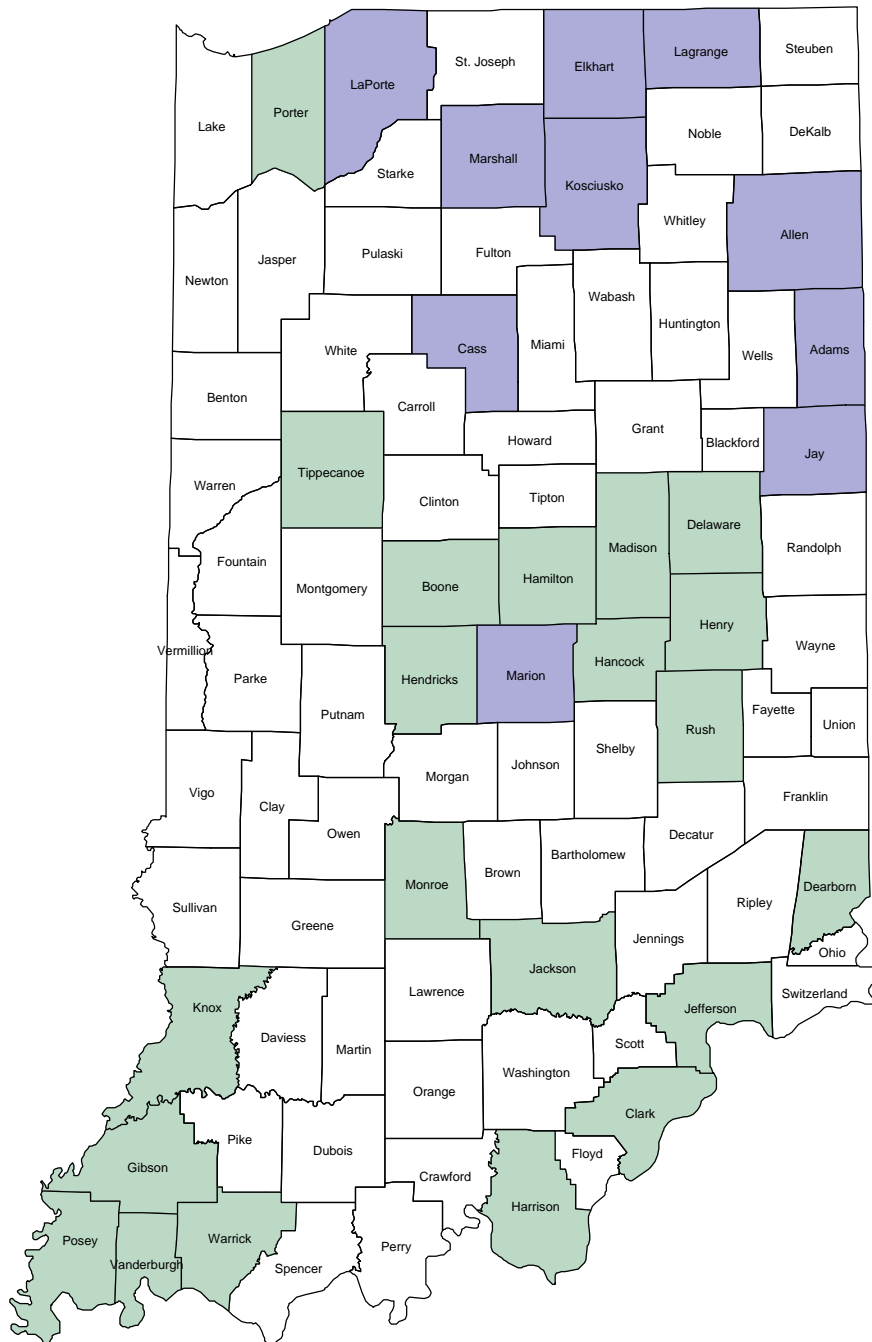 Steuben
Lagrange
Elkhart
St. Joseph
LaPorte
Porter
Lake
Noble
DeKalb
Marshall
Starke
Kosciusko
Whitley
Allen
Pulaski
Fulton
Jasper
Newton
Wabash
Huntington
Miami
White
Cass
Wells
Adams
Benton
Carroll
Howard
Grant
Blackford
Jay
Tippecanoe
Warren
Clinton
Tipton
Delaware
Madison
Randolph
Fountain
Montgomery
Boone
Hamilton
Henry
Wayne
Vermillion
Parke
Hendricks
Marion
Hancock
Putnam
Fayette
Union
Rush
Shelby
Johnson
Morgan
Vigo
Clay
Franklin
Owen
Decatur
Bartholomew
Brown
Monroe
Dearborn
Ripley
Sullivan
Greene
Jennings
Ohio
Jackson
Lawrence
Switzerland
Knox
Jefferson
Daviess
Martin
Scott
Washington
Orange
Clark
Pike
Dubois
Floyd
Gibson
Crawford
Harrison
Posey
Warrick
Perry
Vanderburgh
Spencer